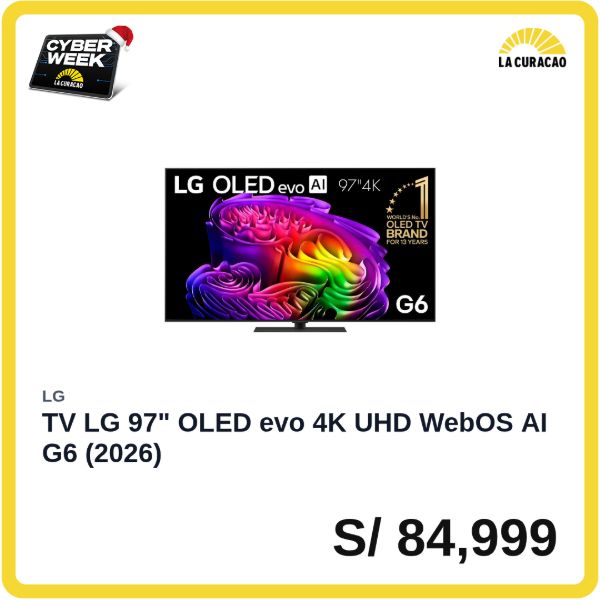 CYBER
WEEK
LA CURACAO
LA CURACAO
LG OLED evo AI 97"4K
1
WORLD'S No.
OLED TV
BRAND
FOR 13 YEARS
G6
LG
TV LG 97" OLED evo 4K UHD WebOS AI
G6 (2026)
S/ 84,999